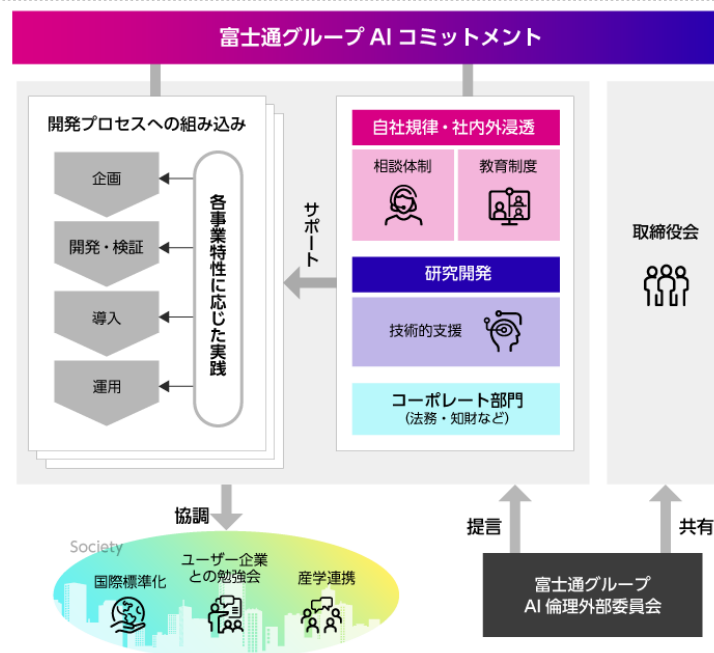 富士通グループ AI コミットメント
開発プロセスへの組み込み
企画
開発・検証
導入
運用
各事業特性に応じた実践
サポート
自社規律・社内外浸透
相談体制
教育制度
研究開発
技術的支援
コーポレート部門
(法務・知財など)
取締役会
協調
提言
共有
Society
国際標準化
ユーザー企業
との勉強会
産学連携
富士通グループ
AI 倫理外部委員会